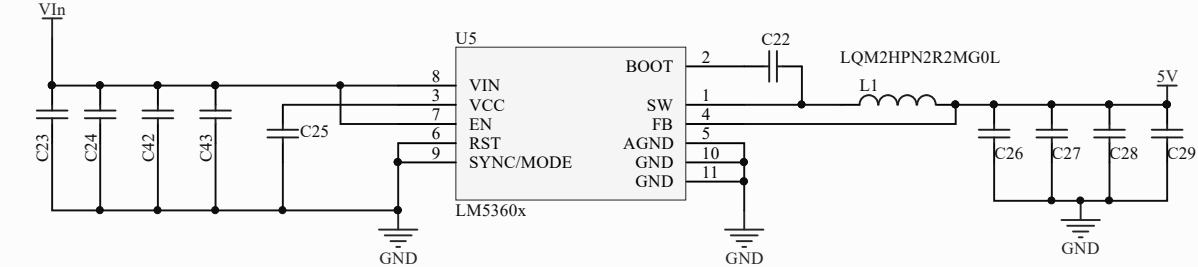 VIn
C23
C24
C42
C43
C25
8
3
7
6
9
U5
VIN
VCC
EN
RST
SYNC/MODE
BOOT
SW
FB
AGND
GND
GND
LM5360x
2
1
4
5
10
11
C22
LQM2HPN2R2MG0L
L1
5V
C26
C27
C28
C29
GND
GND
GND